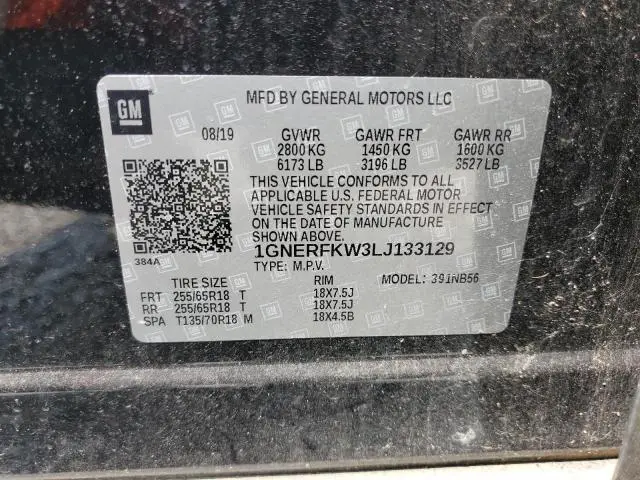 GM
MFD BY GENERAL MOTORS LLC
08/19 GVWR GAWR FRT GAWR RR
2800 KG 1450 KG 1600 KG
6173 LB 3196 LB 3527 LB
THIS VEHICLE CONFORMS TO ALL
APPLICABLE U.S. FEDERAL MOTOR
VEHICLE SAFETY STANDARDS IN EFFECT
ON THE DATE OF MANUFACTURE
SHOWN ABOVE.
384A
1GNERFKW3LJ133129
TYPE: M.P.V. MODEL: 391NB56
TIRE SIZE RIM
FRT 255/65R18 T 18X7.5J
RR 255/65R18 T 18X7.5J
SPA T135/70R18 M 18X4.5B